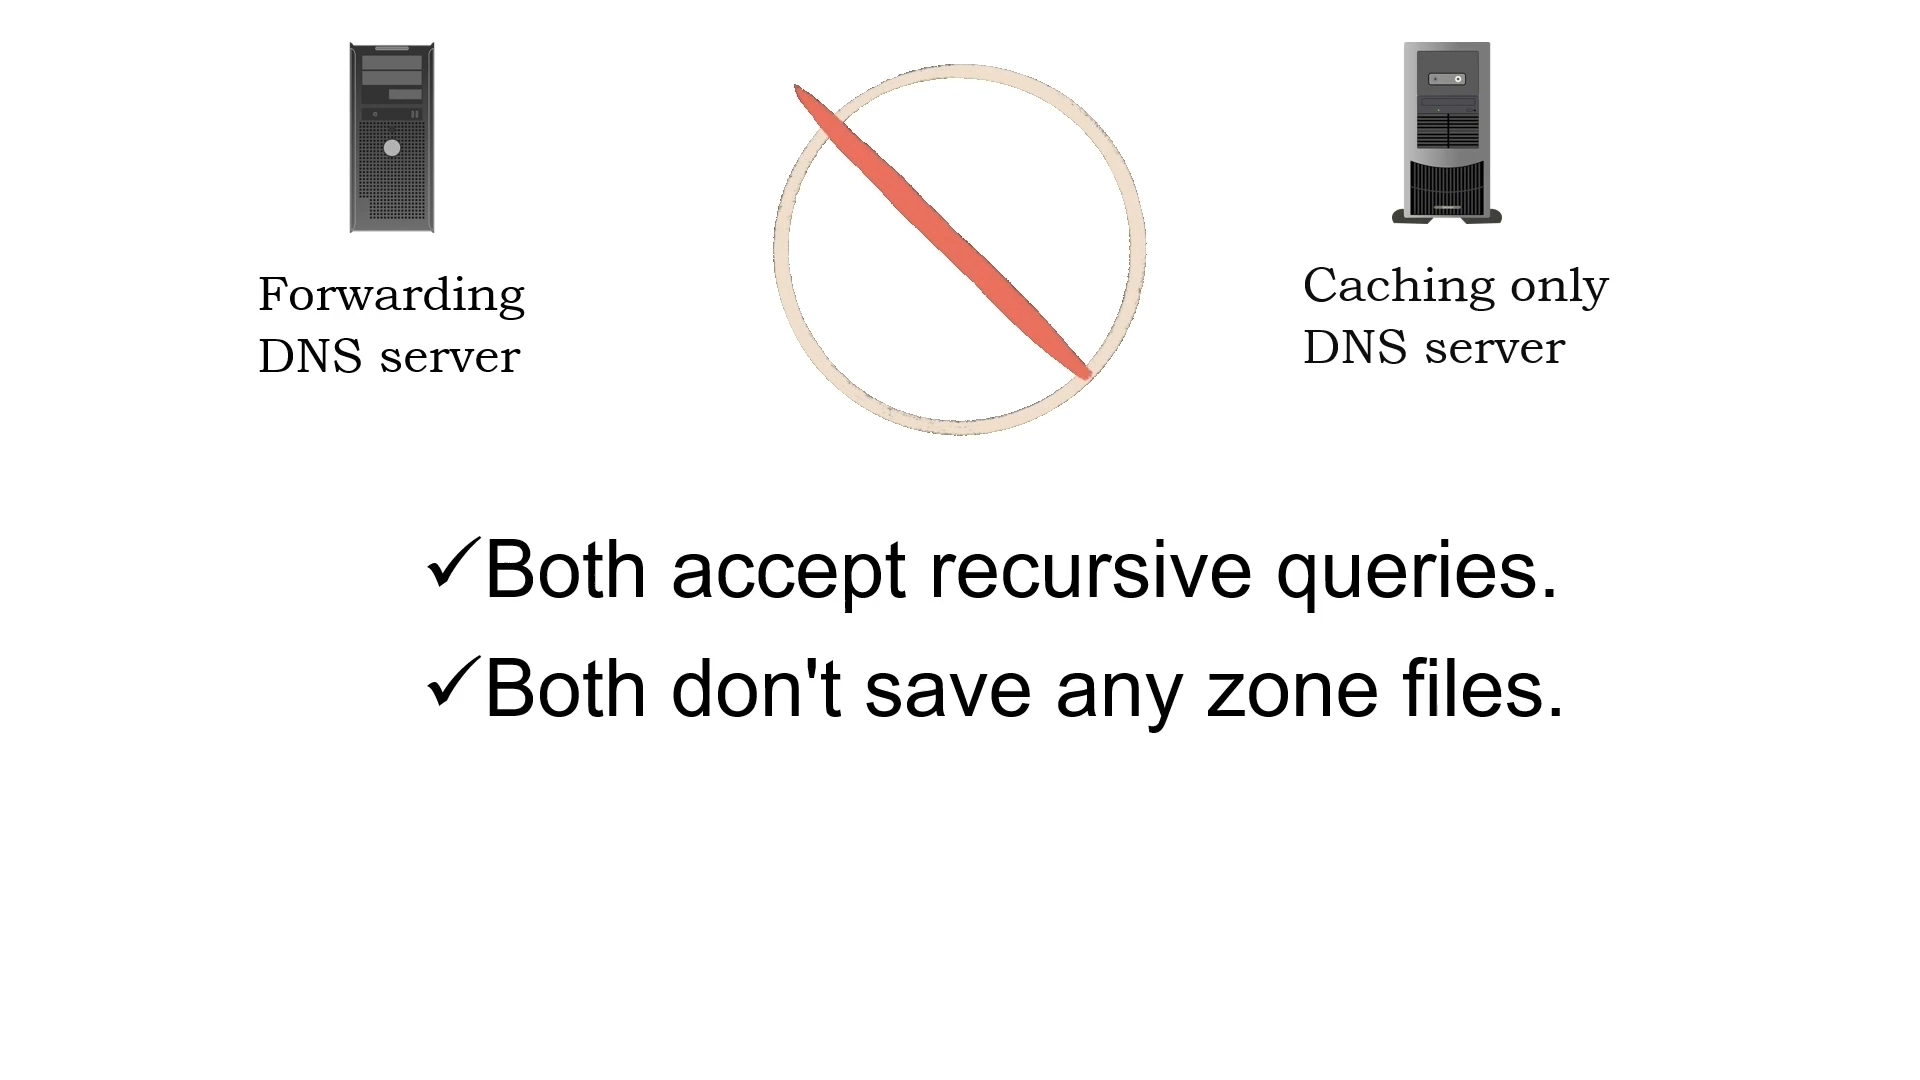 Forwarding
DNS server
Caching only
DNS server
✓Both accept recursive queries.
✓Both don't save any zone files.